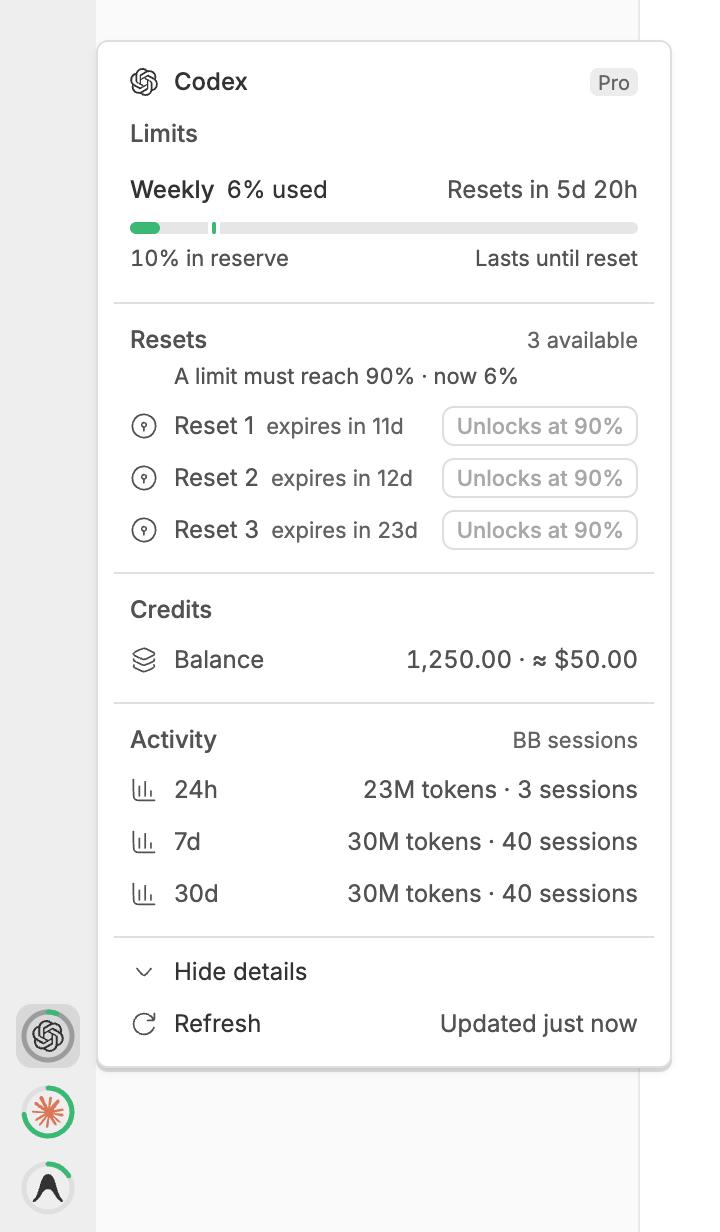 Codex Pro
Limits
Weekly 6% used Resets in 5d 20h
10% in reserve Lasts until reset
Resets 3 available
A limit must reach 90% · now 6%
Reset 1 expires in 11d Unlocks at 90%
Reset 2 expires in 12d Unlocks at 90%
Reset 3 expires in 23d Unlocks at 90%
Credits
Balance 1,250.00 · ≈ $50.00
Activity BB sessions
24h 23M tokens · 3 sessions
7d 30M tokens · 40 sessions
30d 30M tokens · 40 sessions
Hide details
Refresh Updated just now